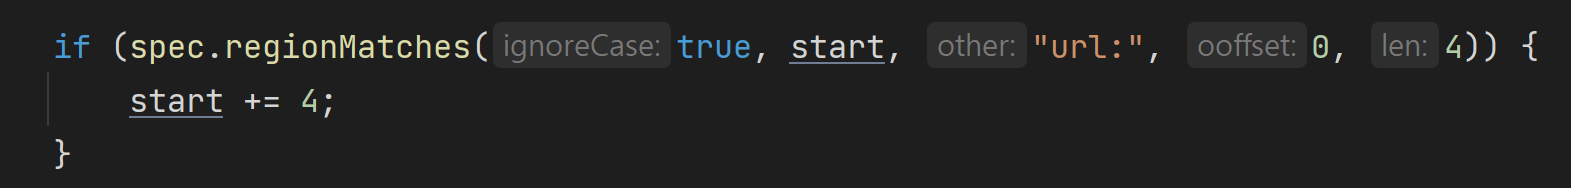 if (spec.regionMatches(ignoreCase: true, start, other: "url:", ooffset: 0, len: 4)) {
    start += 4;
}